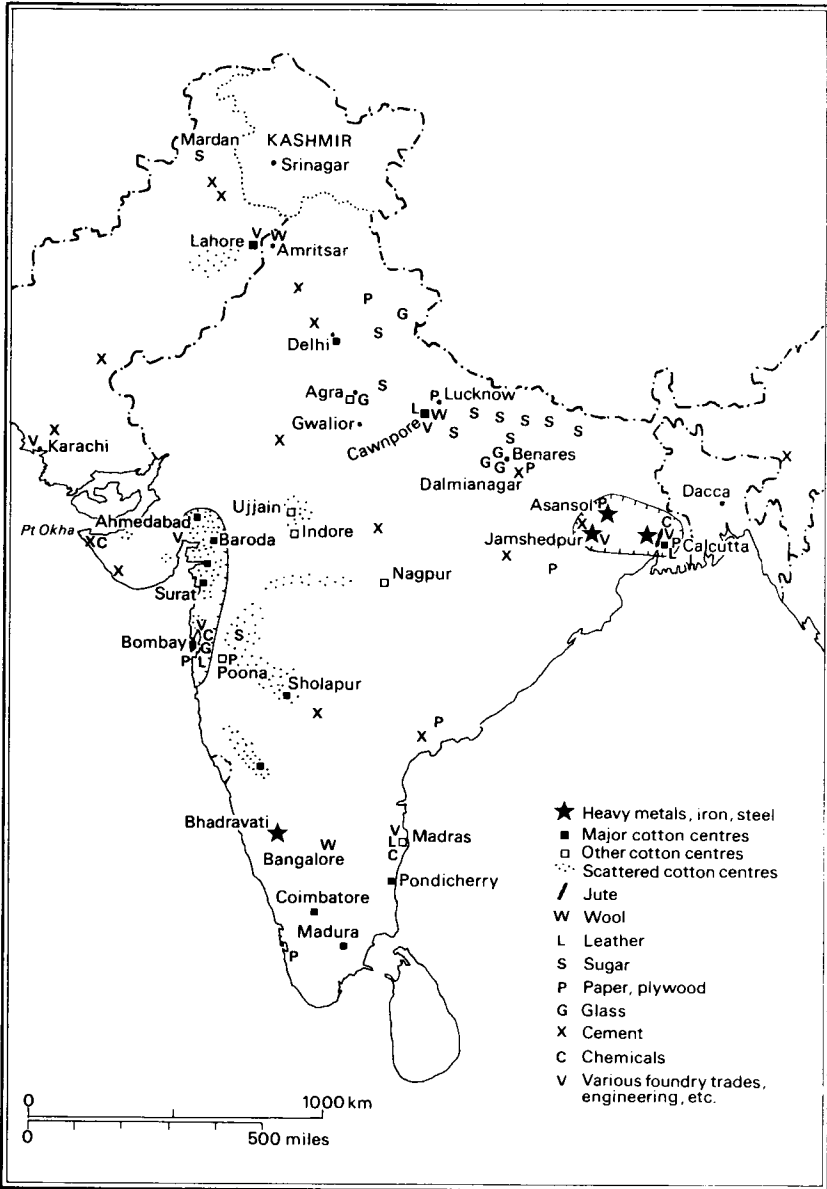 Mardan
S
KASHMIR
Srinagar
X
X
V W
Lahore
Amritsar
X
P
G
X
S
Delhi
X
S
Agra
G
P Lucknow
L
W
V
Cawnpore
S S S S S
S
S
Gwalior
X
V
X
Karachi
X
G
Benares
G
G
X P
Dalmianagar
X
Dacca
Asansol P
X
C
V
P
L
Calcutta
Jamshedpur
V
X
P
Ujjain
Indore
X
Nagpur
Pt Okha
X C
X
Ahmedabad
V
Baroda
Surat
V
C
G
L
P
Bombay
S
P
Poona
Sholapur
X
P
X
Bhadravati
W
Bangalore
V
L
C
Madras
Pondicherry
Coimbatore
Madura
P
Heavy metals, iron, steel
Major cotton centres
Other cotton centres
Scattered cotton centres
Jute
W Wool
L Leather
S Sugar
P Paper, plywood
G Glass
X Cement
C Chemicals
V Various foundry trades,
engineering, etc.
0 1000 km
0 500 miles